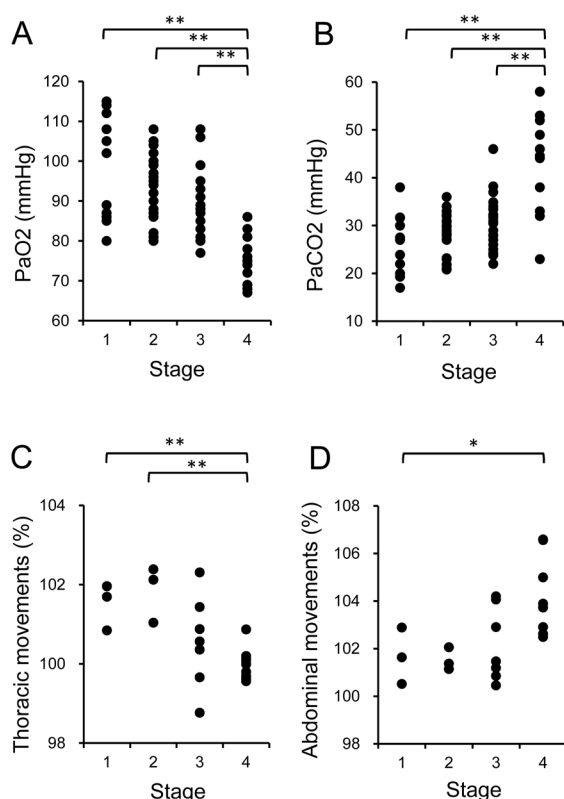 A
**
**
**
PaO2 (mmHg)
120
110
100
90
80
70
60
1 2 3 4
Stage
B
**
**
**
PaCO2 (mmHg)
60
50
40
30
20
10
1 2 3 4
Stage
C
**
**
Thoracic movements (%)
104
102
100
98
1 2 3 4
Stage
D
*
Abdominal movements (%)
108
106
104
102
100
98
1 2 3 4
Stage